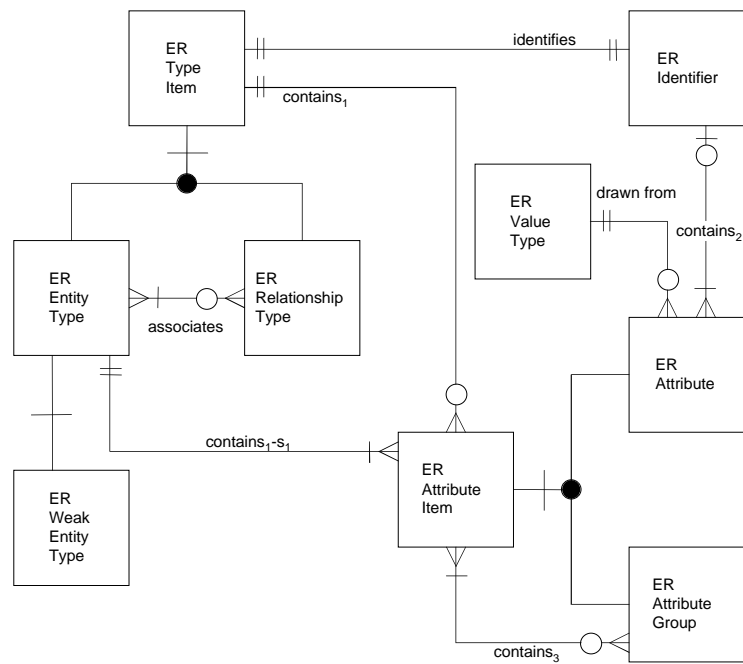 ER
Type
Item
identifies
ER
Identifier
contains₁
ER
Value
Type
drawn from
contains₂
ER
Entity
Type
ER
Relationship
Type
associates
ER
Attribute
contains₁-s₁
ER
Attribute
Item
ER
Weak
Entity
Type
ER
Attribute
Group
contains₃